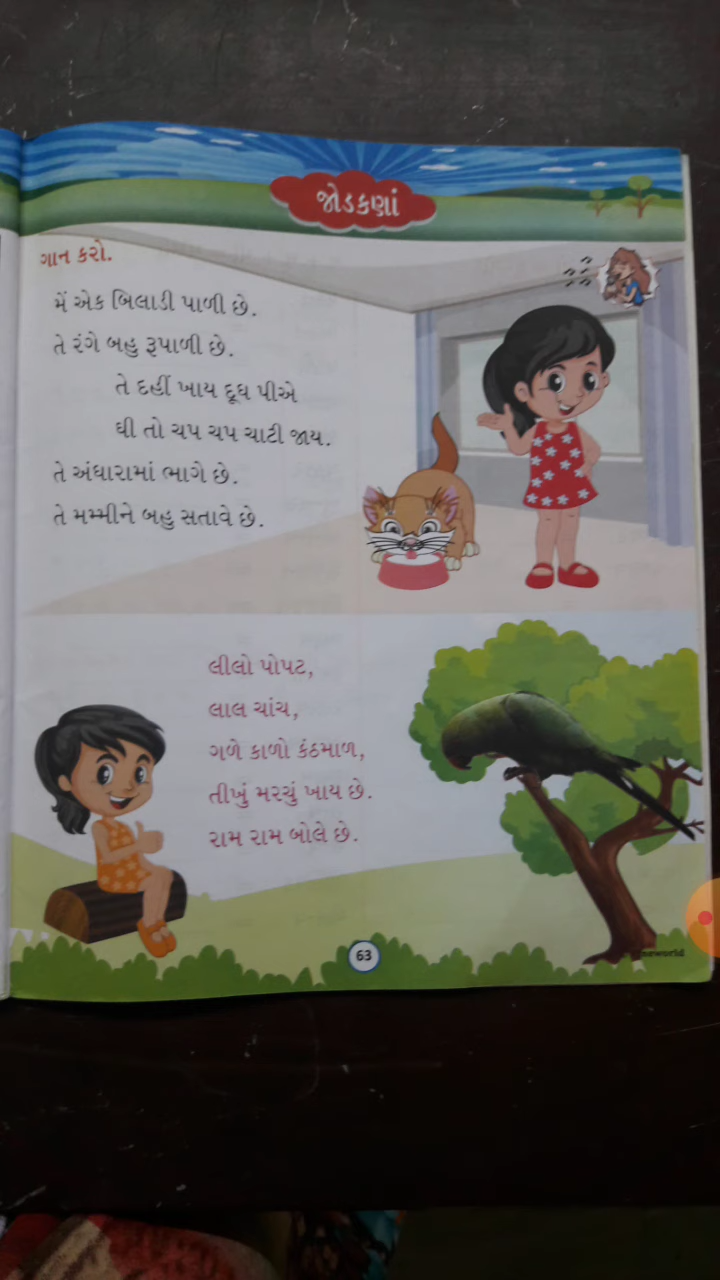 જોડકણાં
ગાન કરો.
મેં એક બિલાડી પાળી છે.
તે રંગે બહુ રૂપાળી છે.
તે દહીં ખાય દૂધ પીએ
ઘી તો ચપ ચપ ચાટી જાય.
તે અંધારામાં ભાગે છે.
તે મમ્મીને બહુ સતાવે છે.
લીલો પોપટ,
લાલ ચાંચ,
ગળે કાળો કંઠમાળ,
તીખું મરચું ખાય છે.
રામ રામ બોલે છે.
63